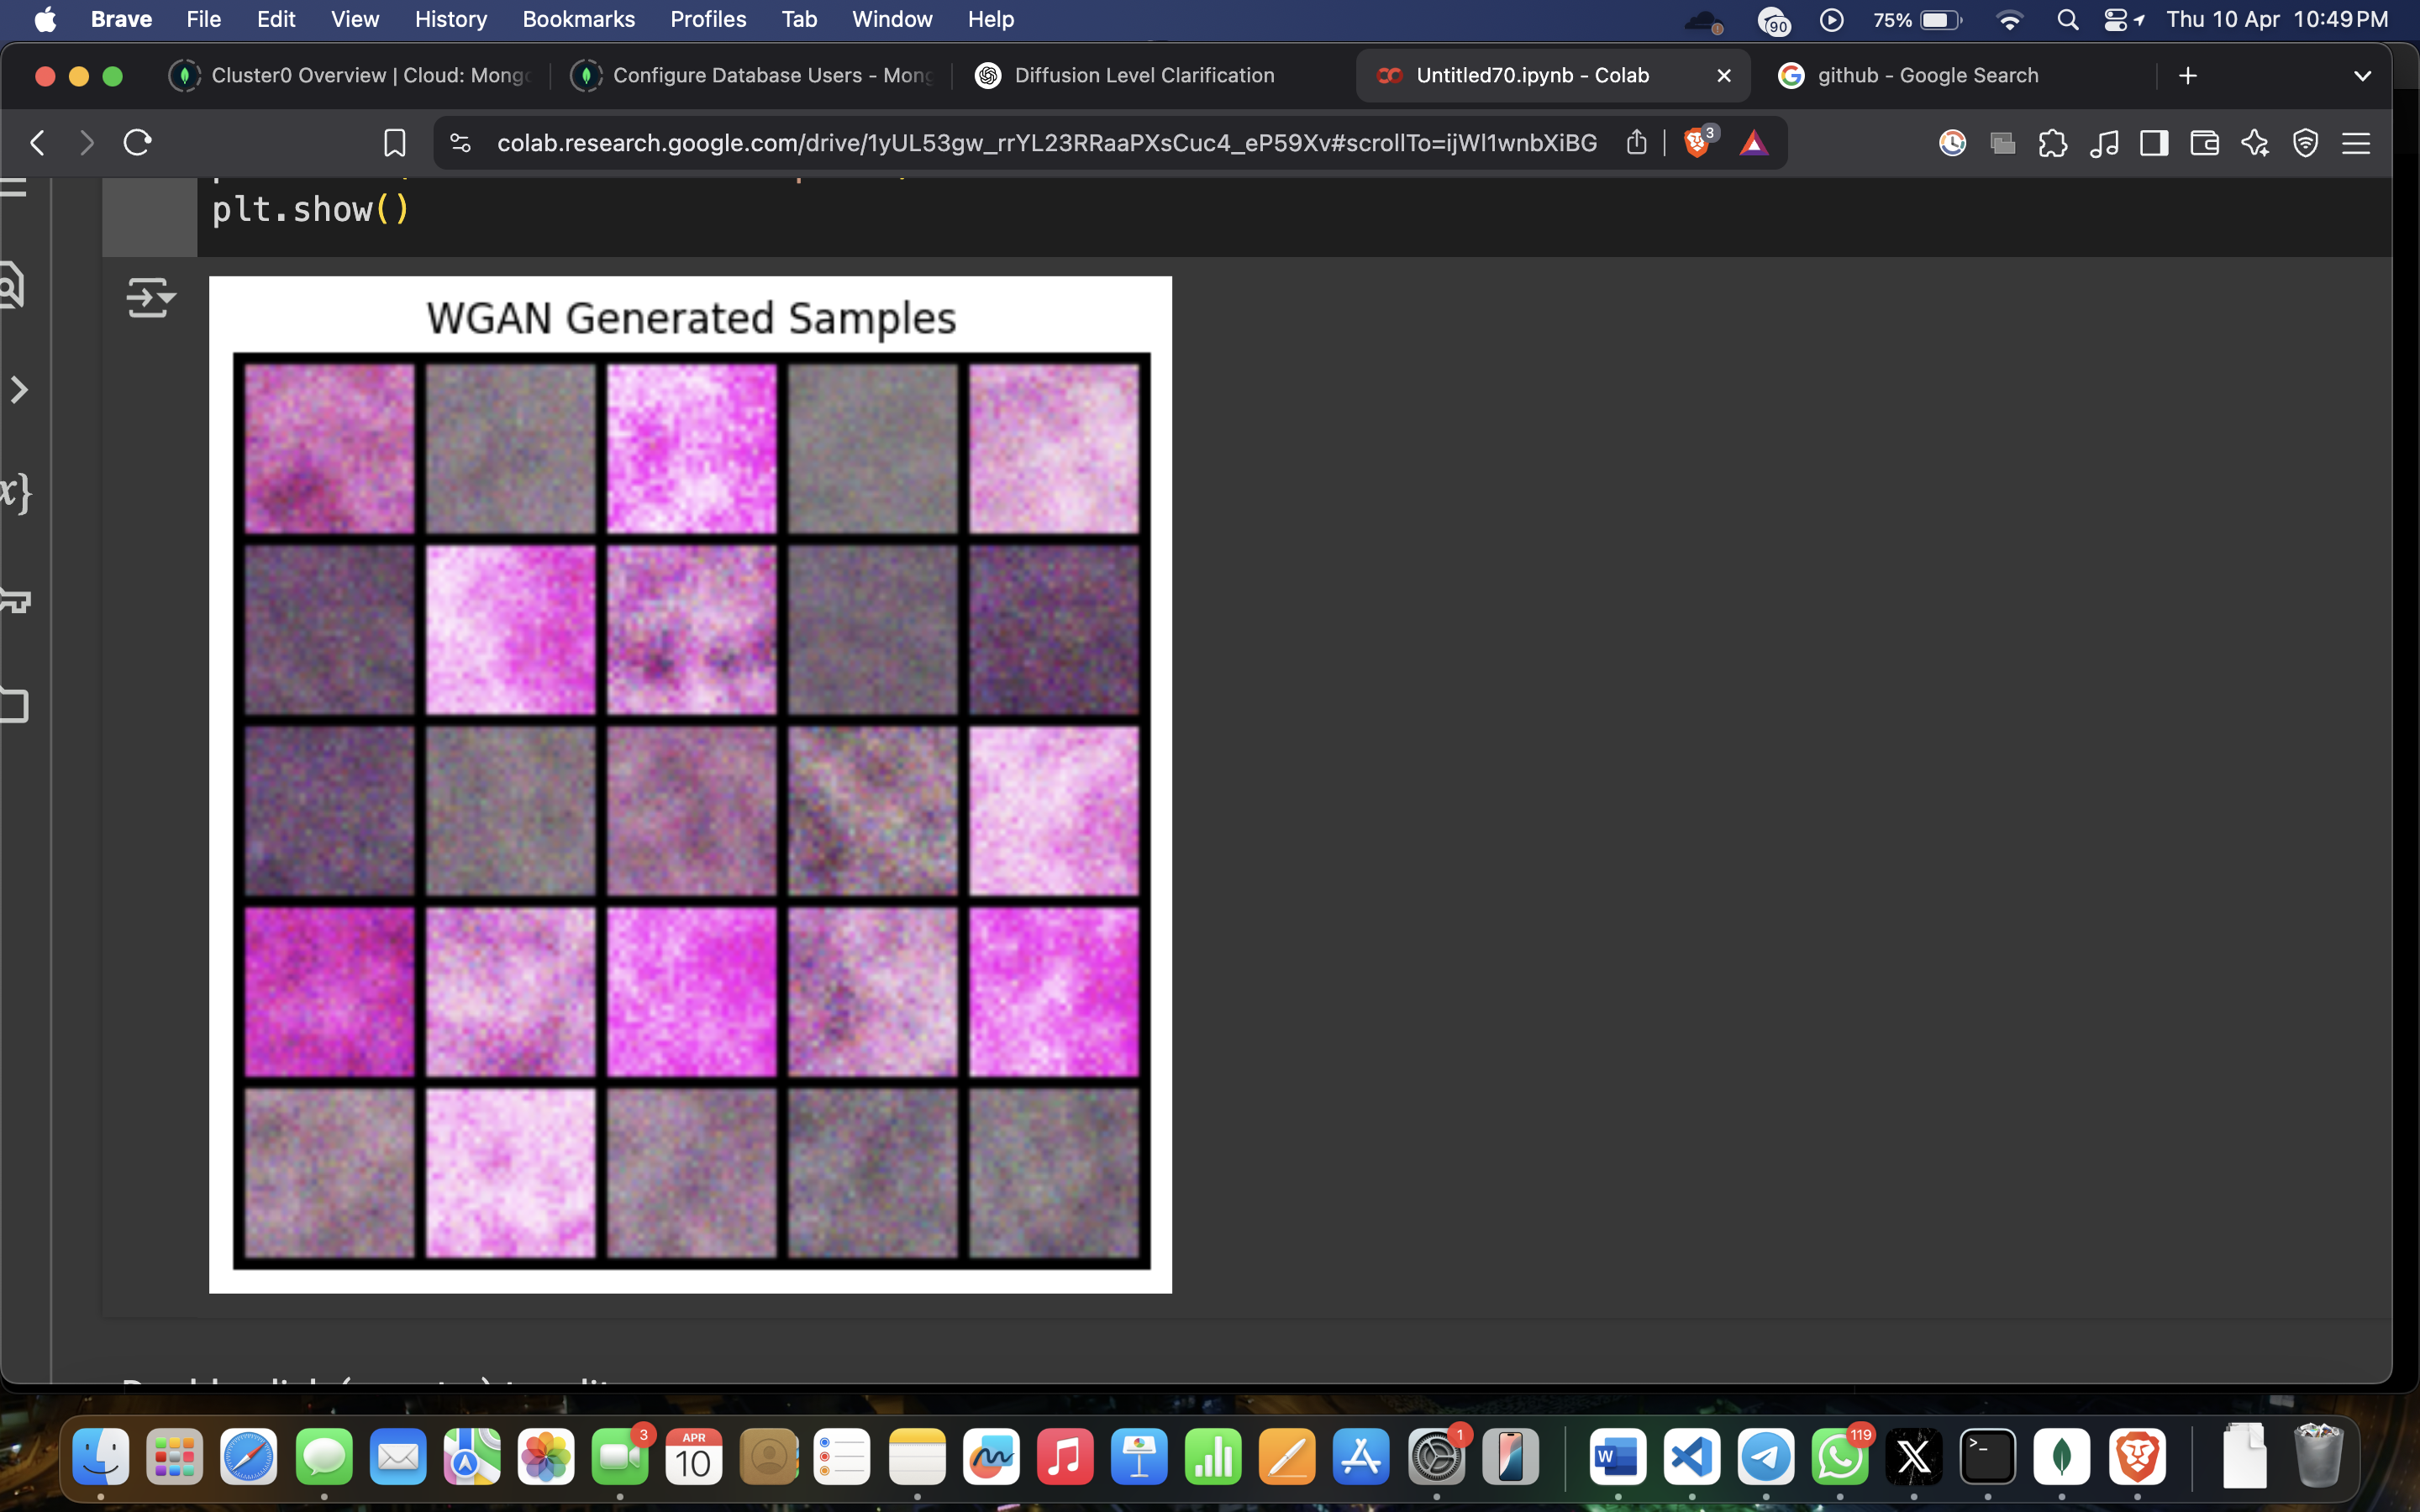 Brave File Edit View History Bookmarks Profiles Tab Window Help 90 75% Thu 10 Apr 10:49 PM
Cluster0 Overview | Cloud: Mong
Configure Database Users - Mong
Diffusion Level Clarification
Untitled70.ipynb - Colab
github - Google Search
colab.research.google.com/drive/1yUL53gw_rrYL23RRaaPXsCuc4_eP59Xv#scrollTo=ijWl1wnbXiBG
3
plt.show()
WGAN Generated Samples
3
APR
10
1
W
119